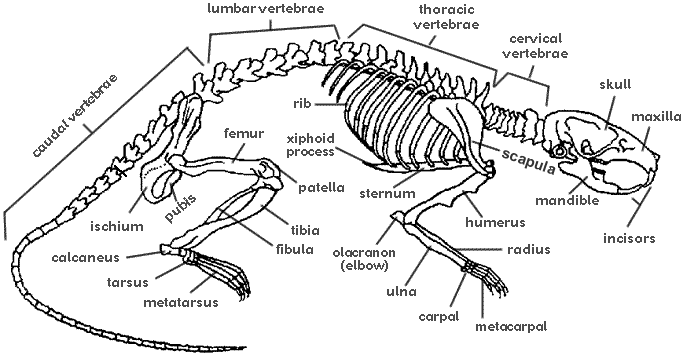 lumbar vertebrae
thoracic
vertebrae
cervical
vertebrae
caudal vertebrae
skull
maxilla
rib
femur
xiphoid
process
scapula
patella
sternum
mandible
ischium
pubis
tibia
humerus
incisors
fibula
calcaneus
olacranon
(elbow)
radius
tarsus
ulna
metatarsus
carpal
metacarpal